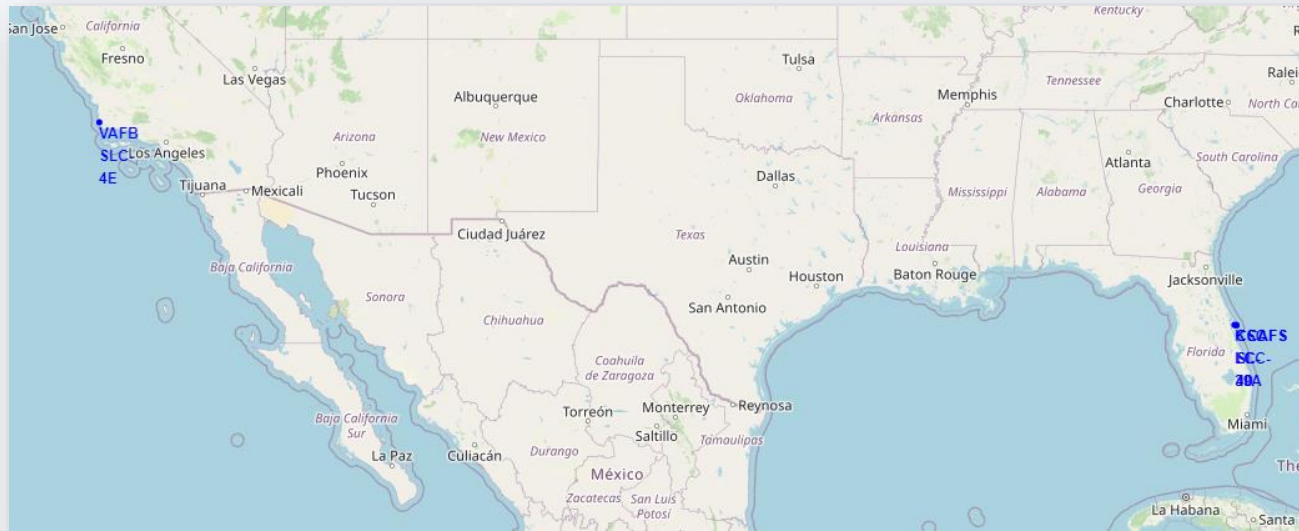 San Jose
California
Kentucky
Fresno
Las Vegas
Tulsa
Tennessee
Albuquerque
Oklahoma
Memphis
Charlotte
Arkansas
VAFB
SLC-
4E
Los Angeles
Arizona
New Mexico
Atlanta
South Carolina
Phoenix
Dallas
Tijuana
Mexicali
Tucson
Mississippi
Alabama
Georgia
Ciudad Juárez
Texas
Louisiana
Baja California
Austin
Baton Rouge
Jacksonville
Houston
Sonora
San Antonio
Chihuahua
Florida
Coahuila
de Zaragoza
Torreón
Monterrey
Reynosa
Baja California
Sur
Saltillo
Tamaulipas
Miami
La Paz
Culiacán
Durango
México
The
Zacatecas
San Luis
Potosí
La Habana
Santa